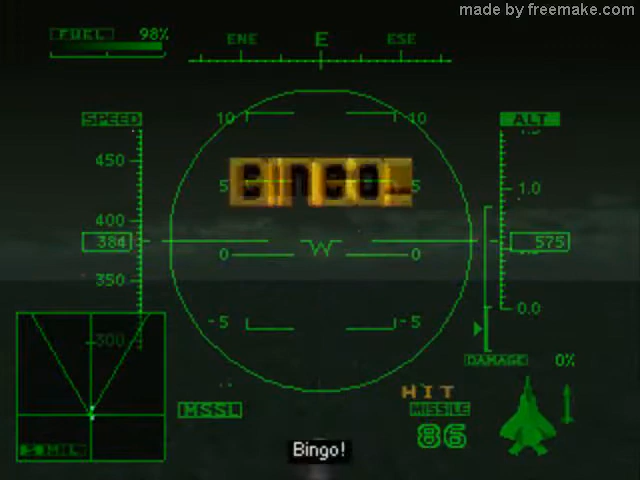 made by freemake.com
FUEL 98%
ENE E ESE
SPEED
ALT
10 10
450
BINGO
5 5
1.0
400
384
575
0 0
350
0.0
-5 -5
300
DAMAGE 0%
HIT
MSSL
MISSILE
86
Bingo!